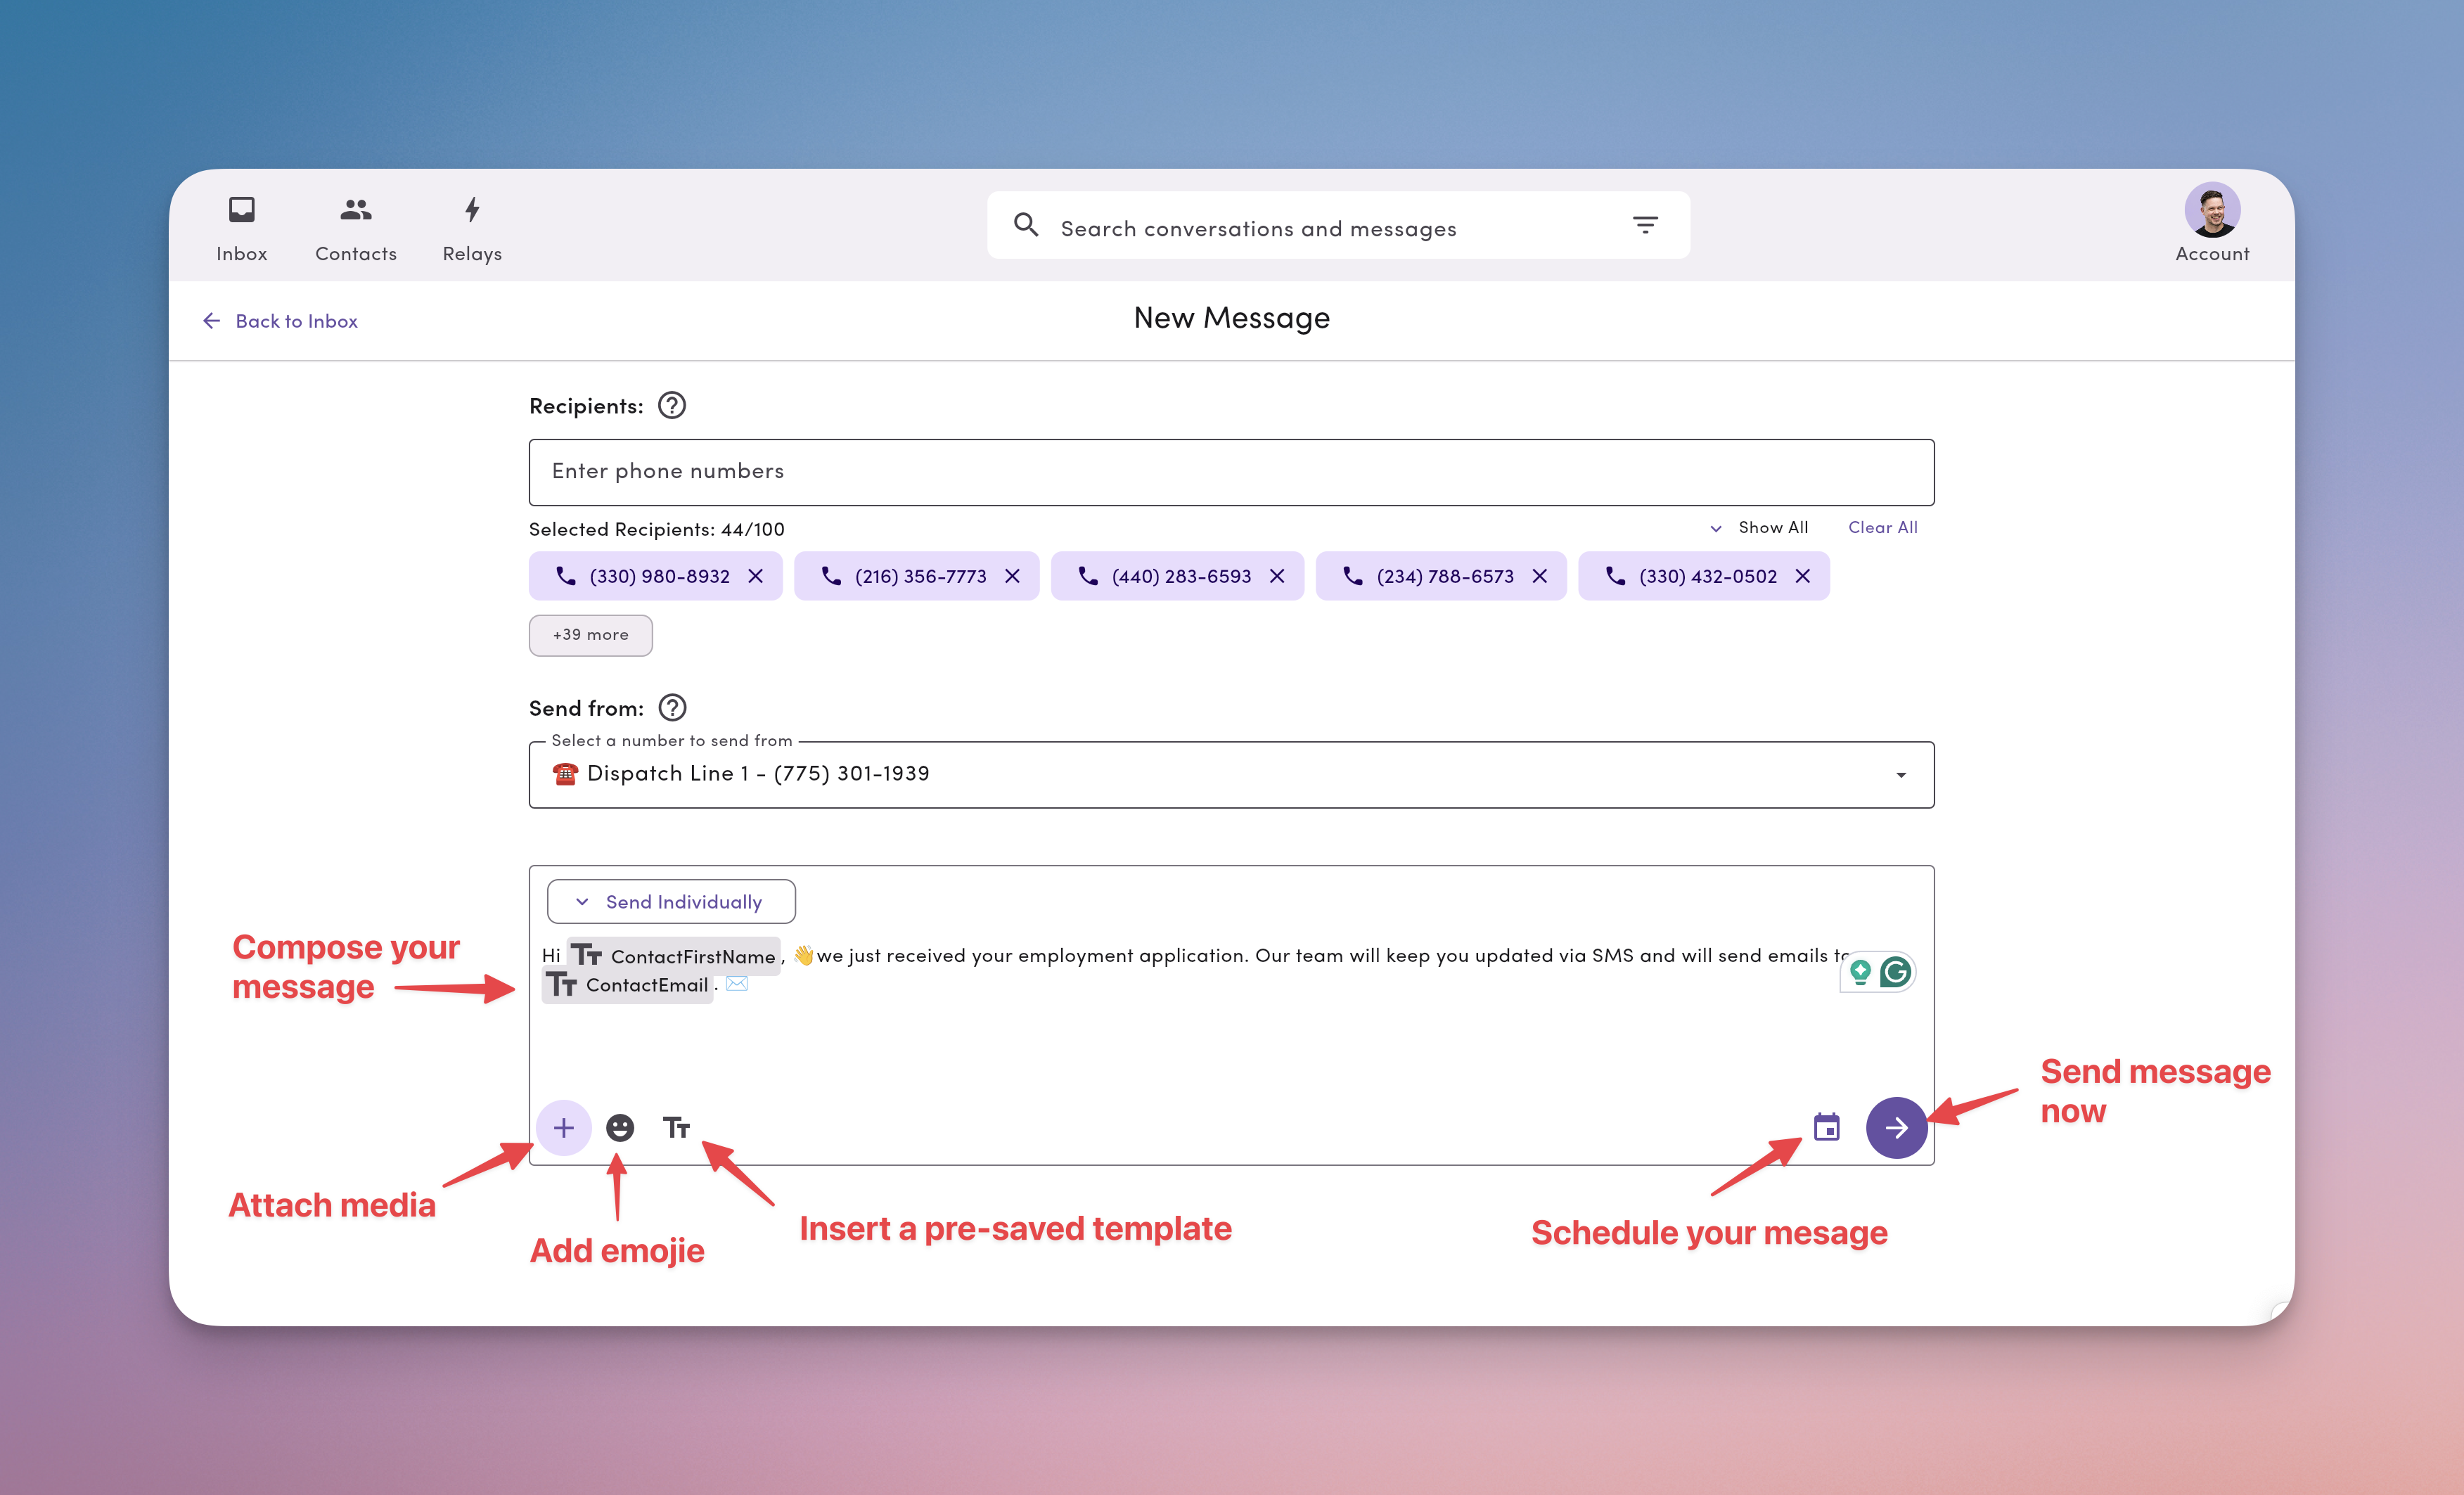 Inbox
Contacts
Relays
Search conversations and messages
Account
Back to Inbox
New Message
Recipients:
Enter phone numbers
Selected Recipients: 44/100
Show All
Clear All
(330) 980-8932
(216) 356-7773
(440) 283-6593
(234) 788-6573
(330) 432-0502
+39 more
Send from:
Select a number to send from
☎️ Dispatch Line 1 - (775) 301-1939
Send Individually
Compose your
message
Hi ContactFirstName, 👋we just received your employment application. Our team will keep you updated via SMS and will send emails to
ContactEmail. ✉️
Send message
now
Attach media
Add emojie
Insert a pre-saved template
Schedule your mesage